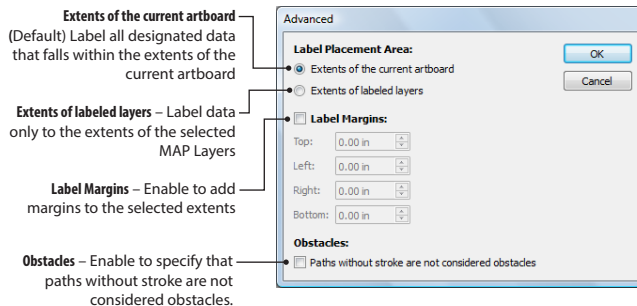 Extents of the current artboard
(Default) Label all designated data
that falls within the extents of the
current artboard
Extents of labeled layers – Label data
only to the extents of the selected
MAP Layers
Label Margins – Enable to add
margins to the selected extents
Obstacles – Enable to specify that
paths without stroke are not
considered obstacles.
Advanced
Label Placement Area:
Extents of the current artboard
Extents of labeled layers
Label Margins:
Top: 0.00 in
Left: 0.00 in
Right: 0.00 in
Bottom: 0.00 in
Obstacles:
Paths without stroke are not considered obstacles
OK
Cancel